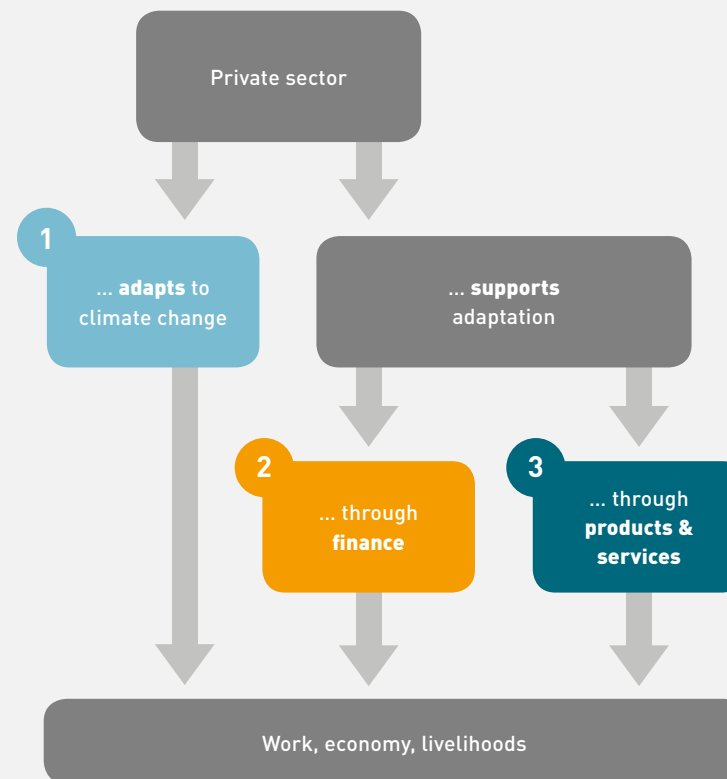 Private sector
1
... adapts to
climate change
... supports
adaptation
2
... through
finance
3
... through
products &
services
Work, economy, livelihoods